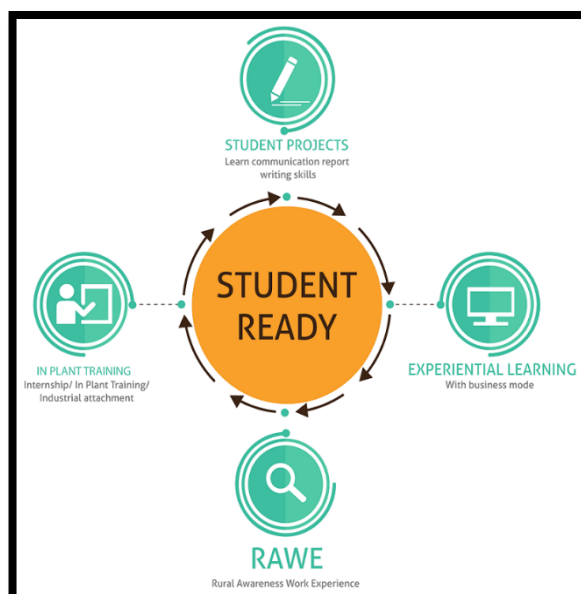 STUDENT PROJECTS
Learn communication report
writing skills
STUDENT
READY
IN PLANT TRAINING
Internship/ In Plant Training/
Industrial attachment
EXPERIENTIAL LEARNING
With business mode
RAWE
Rural Awareness Work Experience